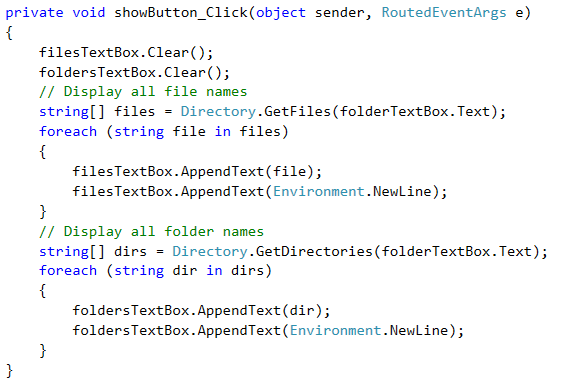 private void showButton_Click(object sender, RoutedEventArgs e)
{
    filesTextBox.Clear();
    foldersTextBox.Clear();
    // Display all file names
    string[] files = Directory.GetFiles(folderTextBox.Text);
    foreach (string file in files)
    {
        filesTextBox.AppendText(file);
        filesTextBox.AppendText(Environment.NewLine);
    }
    // Display all folder names
    string[] dirs = Directory.GetDirectories(folderTextBox.Text);
    foreach (string dir in dirs)
    {
        foldersTextBox.AppendText(dir);
        foldersTextBox.AppendText(Environment.NewLine);
    }
}